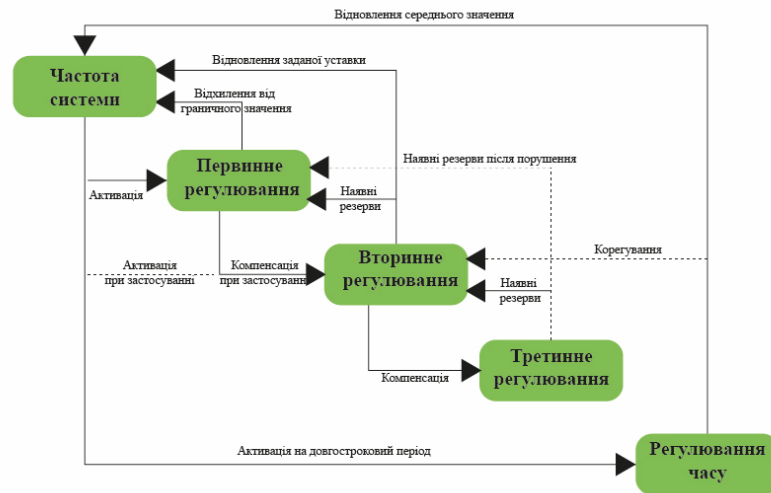 Відновлення середнього значення
Відновлення заданої уставки
Частота
системи
Відхилення від
граничного значення
Первинне
регулювання
Наявні резерви після порушення
Активація
Наявні
резерви
Корегування
Вторинне
регулювання
Активація
при застосуванні
Компенсація
при застосуванні
Наявні
резерви
Третинне
регулювання
Компенсація
Активація на довгостроковий період
Регулювання
часу